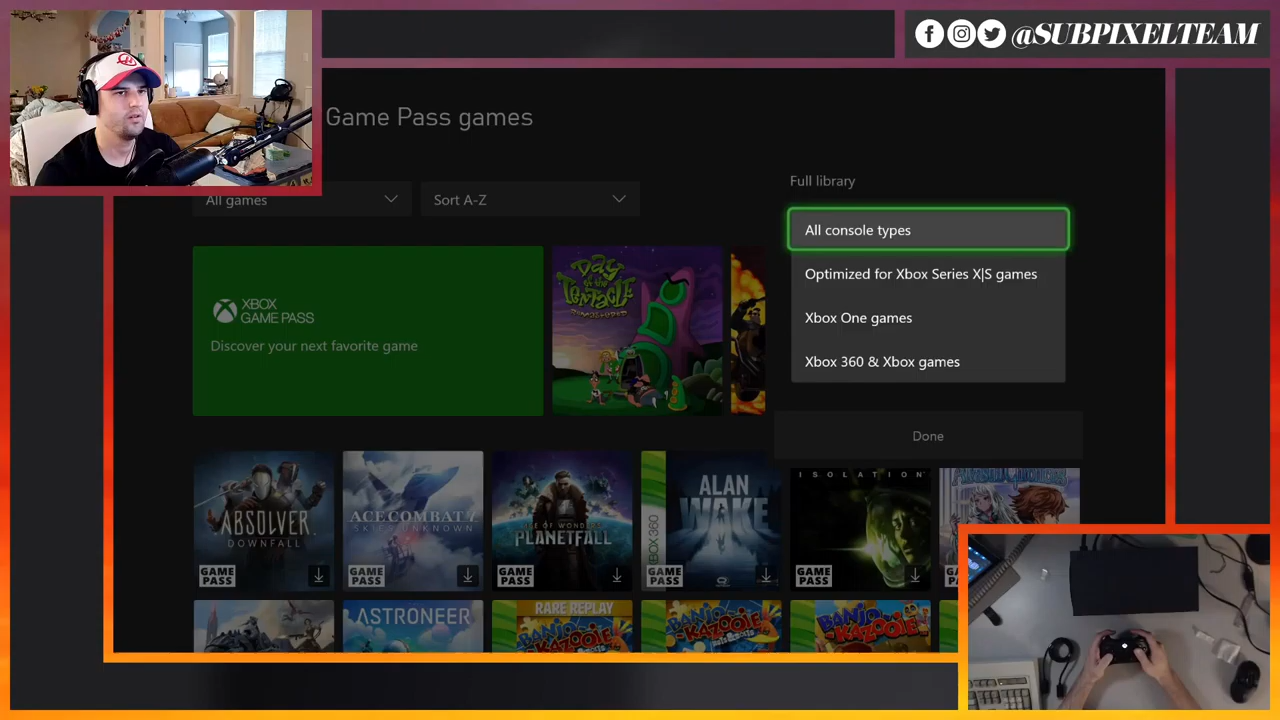 @SUBPIXELTEAM
Game Pass games
Full library
All games
Sort A-Z
All console types
Optimized for Xbox Series X|S games
Xbox One games
Xbox 360 & Xbox games
Done
XBOX
GAME PASS
Discover your next favorite game
Day
of the
Tentacle
REMASTERED
ABSOLVER
DOWNFALL
GAME
PASS
ACE COMBAT 7
SKIES UNKNOWN
GAME
PASS
AGE OF WONDERS
PLANETFALL
GAME
PASS
XBOX 360
ALAN
WAKE
GAME
PASS
ISOLATION
GAME
PASS
ASTRONEER
RARE REPLAY
BANJO
KAZOOIE
BANJO
KAZOOIE
BANJO
KAZOOIE